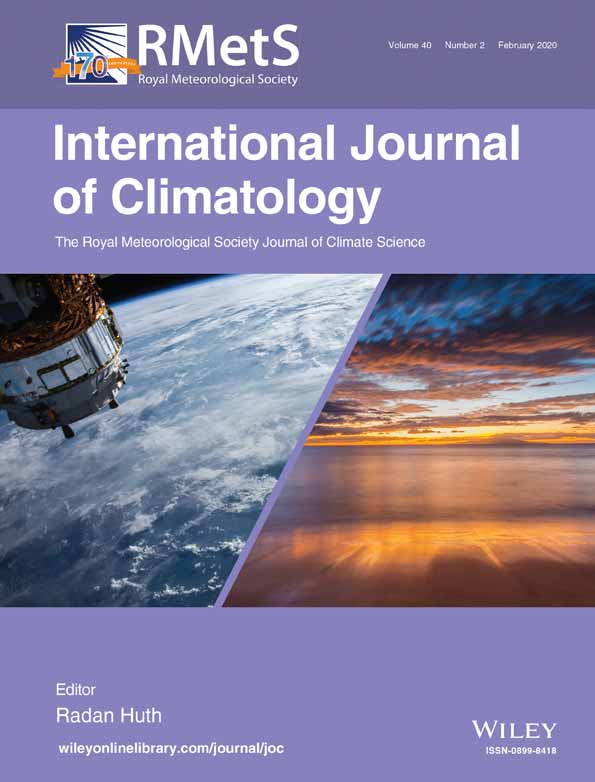 RMetS
170
Royal Meteorological Society
Volume 40 Number 2 February 2020
International Journal
of Climatology
The Royal Meteorological Society Journal of Climate Science
Editor
Radan Huth
wileyonlinelibrary.com/journal/joc
WILEY
ISSN-0899-8418